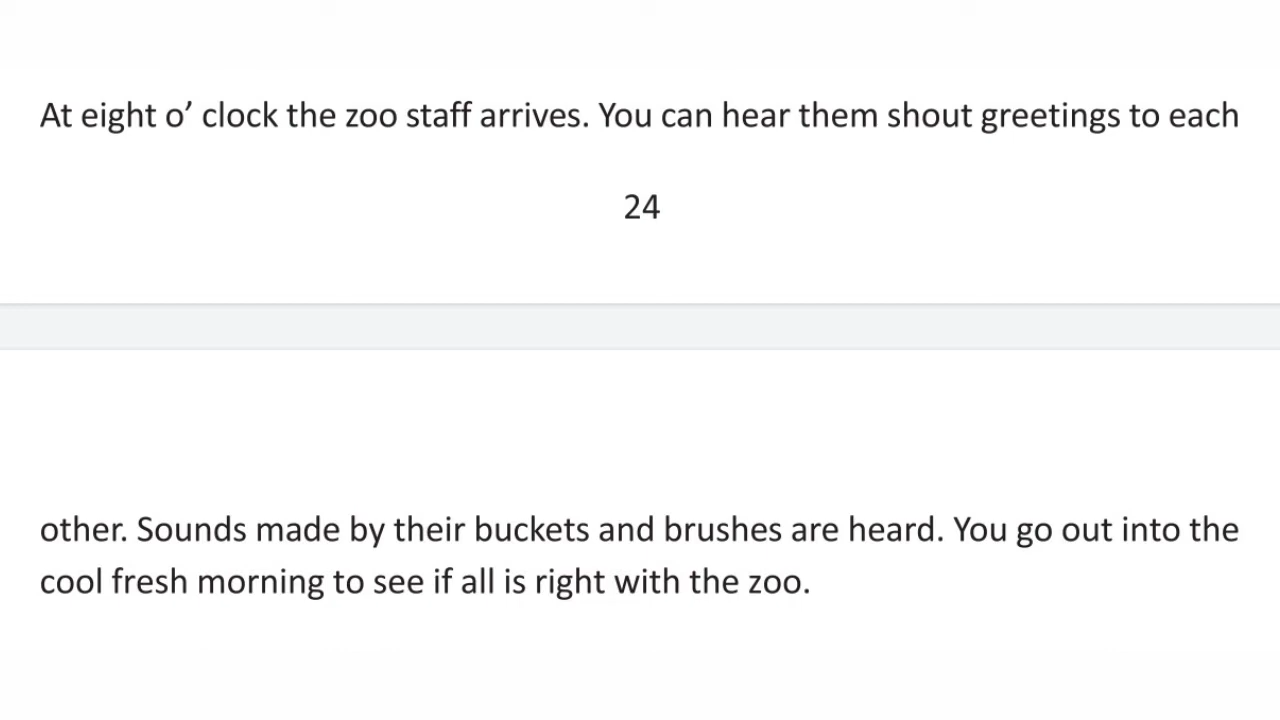 At eight o’ clock the zoo staff arrives. You can hear them shout greetings to each
24
other. Sounds made by their buckets and brushes are heard. You go out into the
cool fresh morning to see if all is right with the zoo.